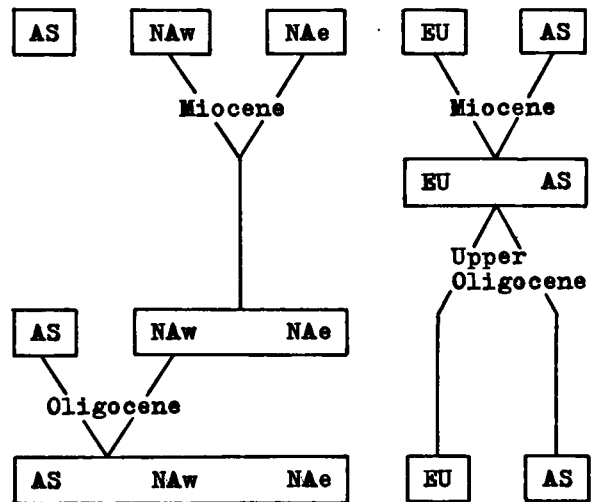 AS NAw NAe EU AS
Miocene Miocene
EU AS
Upper
Oligocene
AS NAw NAe
Oligocene
AS NAw NAe EU AS